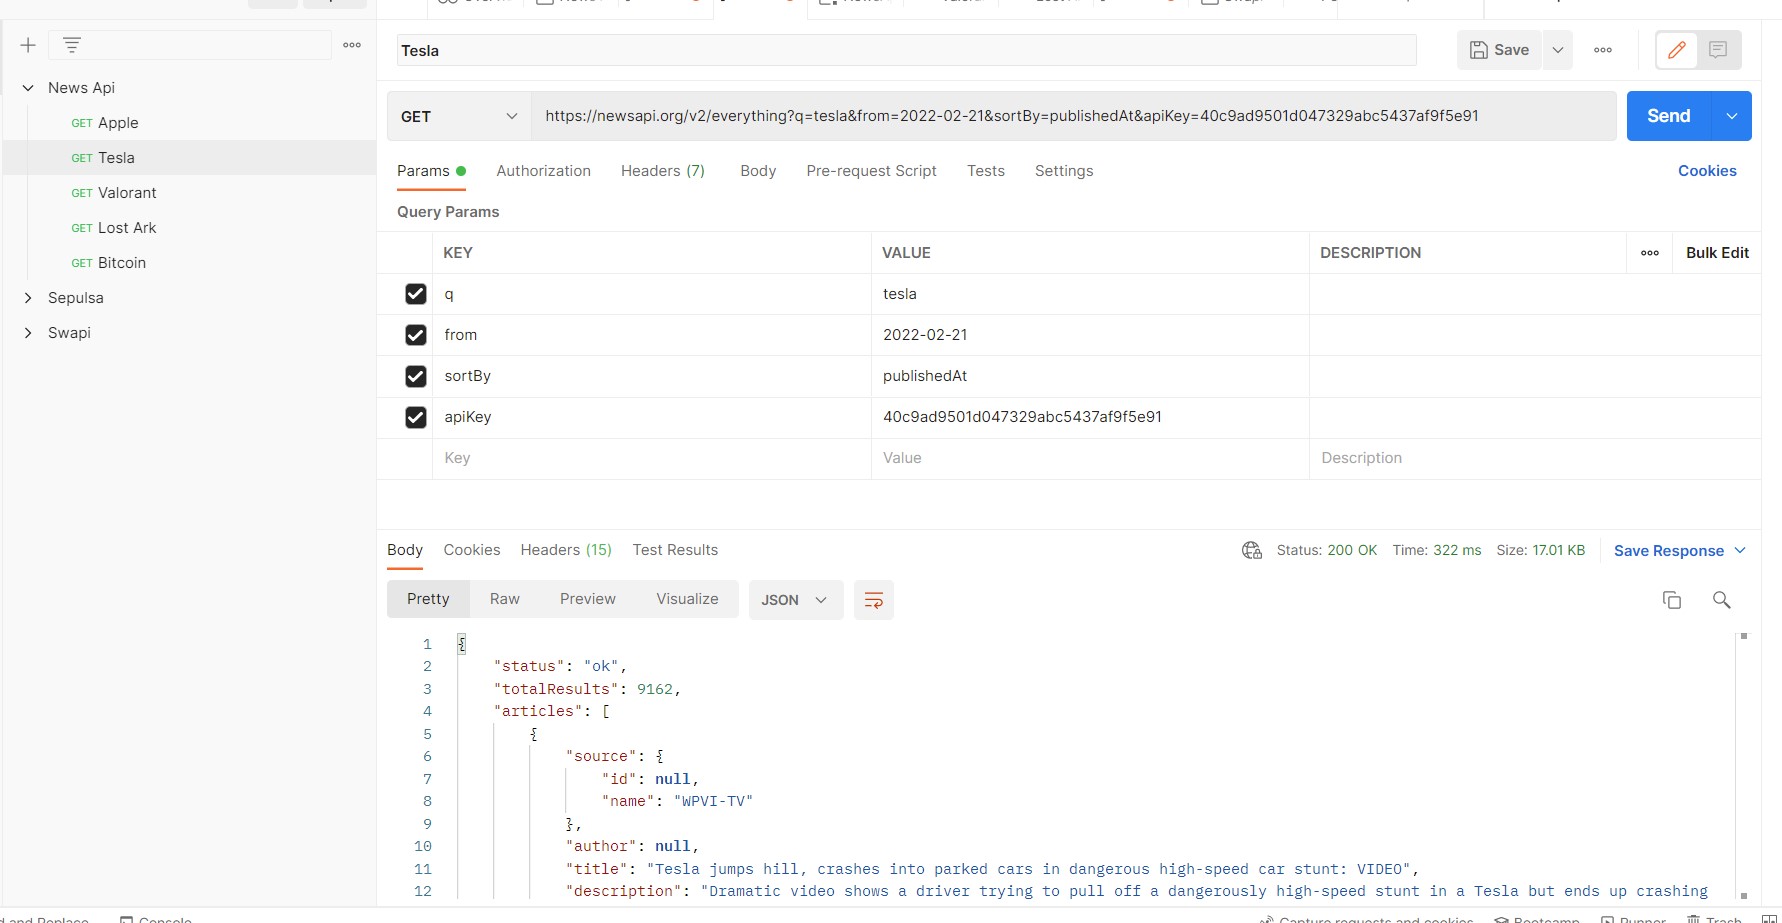 Tesla
Save
News Api
GET Apple
GET Tesla
GET Valorant
GET Lost Ark
GET Bitcoin
Sepulsa
Swapi
GET
https://newsapi.org/v2/everything?q=tesla&from=2022-02-21&sortBy=publishedAt&apiKey=40c9ad9501d047329abc5437af9f5e91
Send
Params Authorization Headers (7) Body Pre-request Script Tests Settings Cookies
Query Params
KEY VALUE DESCRIPTION Bulk Edit
q tesla
from 2022-02-21
sortBy publishedAt
apiKey 40c9ad9501d047329abc5437af9f5e91
Key Value Description
Body Cookies Headers (15) Test Results Status: 200 OK Time: 322 ms Size: 17.01 KB Save Response
Pretty Raw Preview Visualize JSON
1 {
2 "status": "ok",
3 "totalResults": 9162,
4 "articles": [
5 {
6 "source": {
7 "id": null,
8 "name": "WPVI-TV"
9 },
10 "author": null,
11 "title": "Tesla jumps hill, crashes into parked cars in dangerous high-speed car stunt: VIDEO",
12 "description": "Dramatic video shows a driver trying to pull off a dangerously high-speed stunt in a Tesla but ends up crashing
and Replace Console Capture requests and cookies Bootcamp Runner Trash